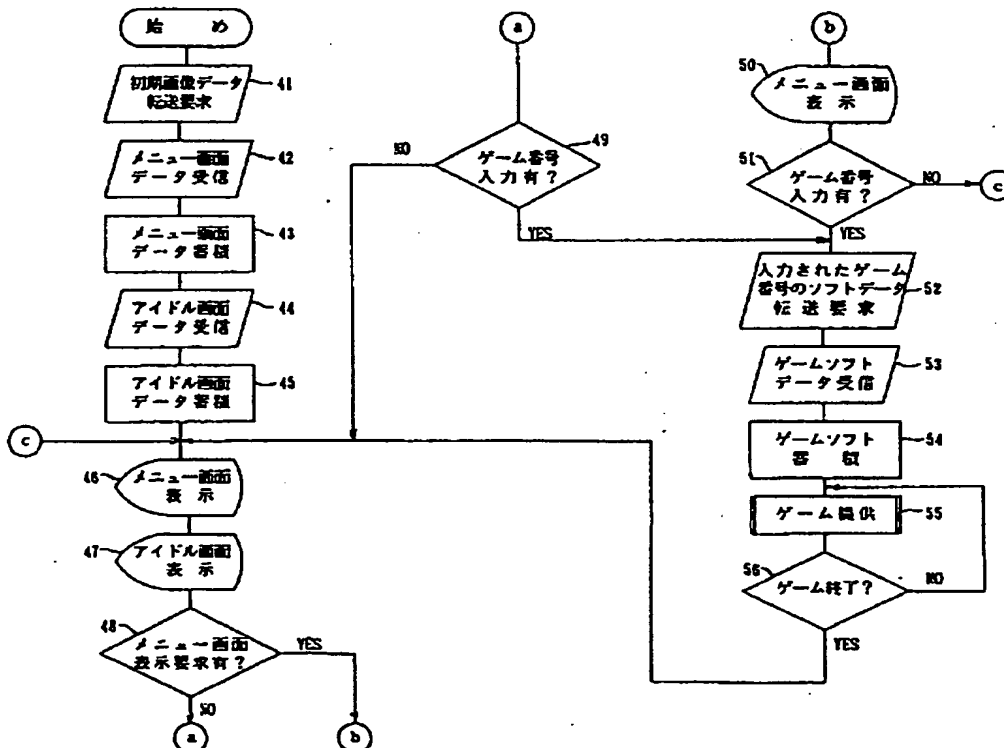 始 め
初期画像データ
転送要求
41
メニュー画面
データ受信
42
メニュー画面
データ蓄積
43
アイドル画面
データ受信
44
アイドル画面
データ蓄積
45
c
46
メニュー画面
表 示
47
アイドル画面
表 示
48
メニュー画面
表示要求有?
YES
NO
a
b
a
49
ゲーム番号
入力有?
NO
YES
b
50
メニュー画面
表 示
51
ゲーム番号
入力有?
NO
c
YES
入力されたゲーム
番号のソフトデータ
転 送 要 求
52
ゲームソフト
データ受信
53
ゲームソフト
蓄 積
54
ゲーム提供
55
56
ゲーム終了?
NO
YES